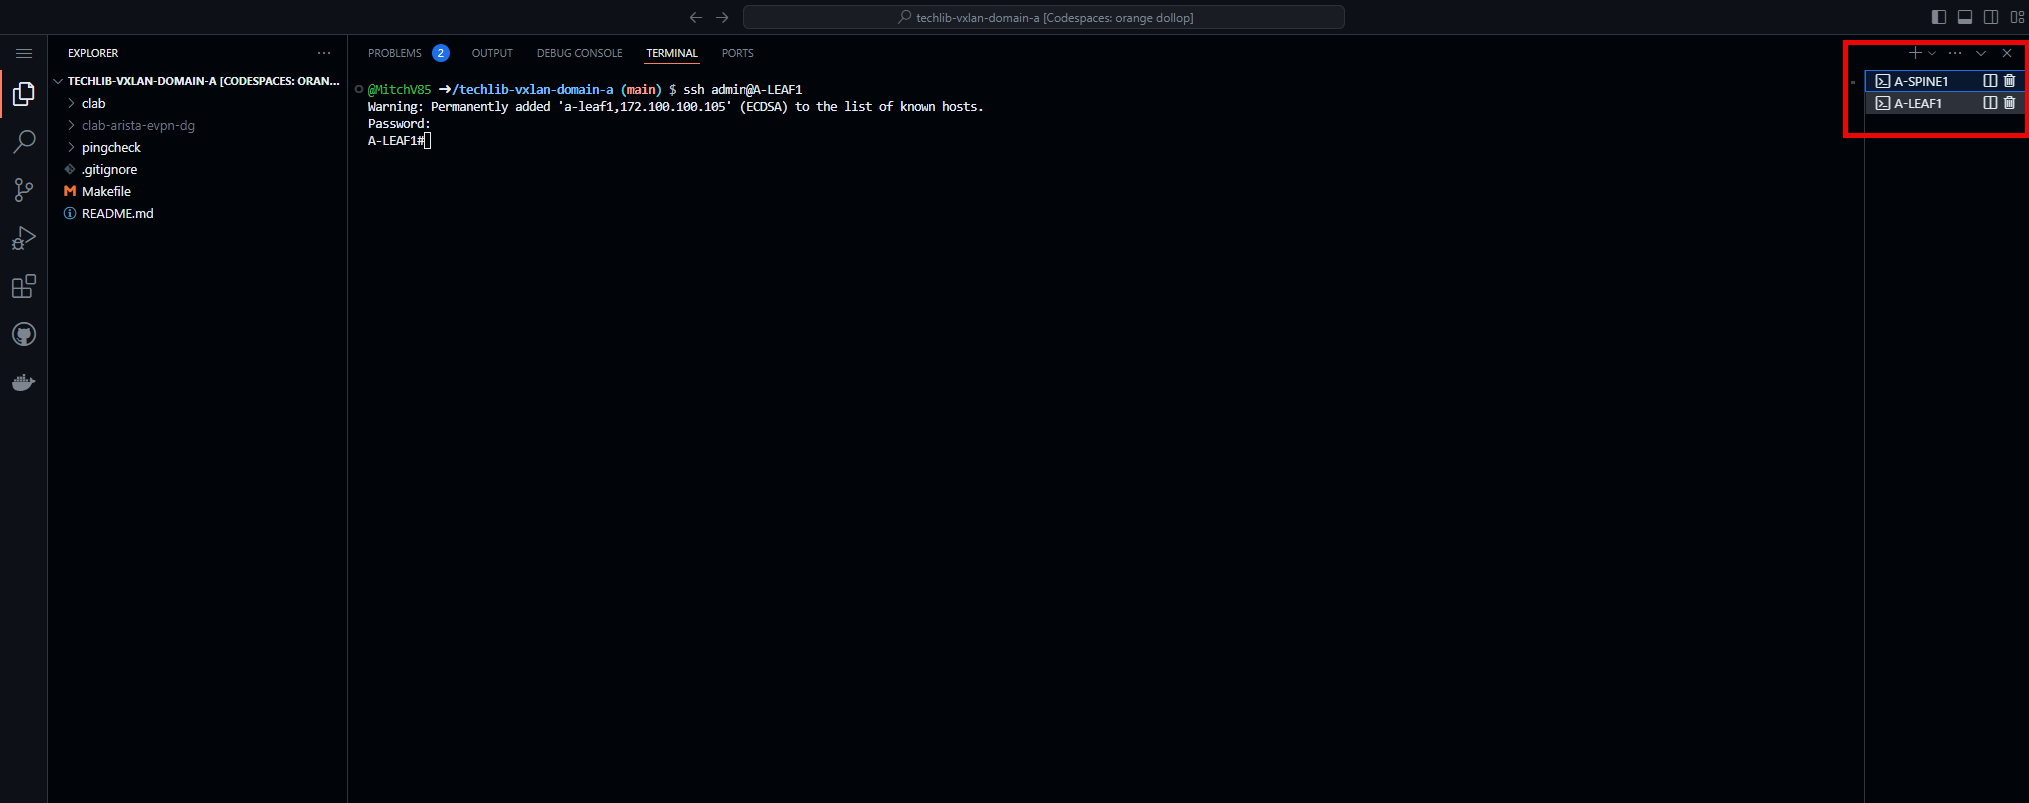 techlib-vxlan-domain-a [Codespaces: orange dollop]
EXPLORER
TECHLIB-VXLAN-DOMAIN-A [CODESPACES: ORAN...
clab
clab-arista-evpn-dg
pingcheck
.gitignore
Makefile
README.md
PROBLEMS 2 OUTPUT DEBUG CONSOLE TERMINAL PORTS
@MitchV85 ➜/techlib-vxlan-domain-a (main) $ ssh admin@A-LEAF1
Warning: Permanently added 'a-leaf1,172.100.100.105' (ECDSA) to the list of known hosts.
Password:
A-LEAF1#
A-SPINE1
A-LEAF1